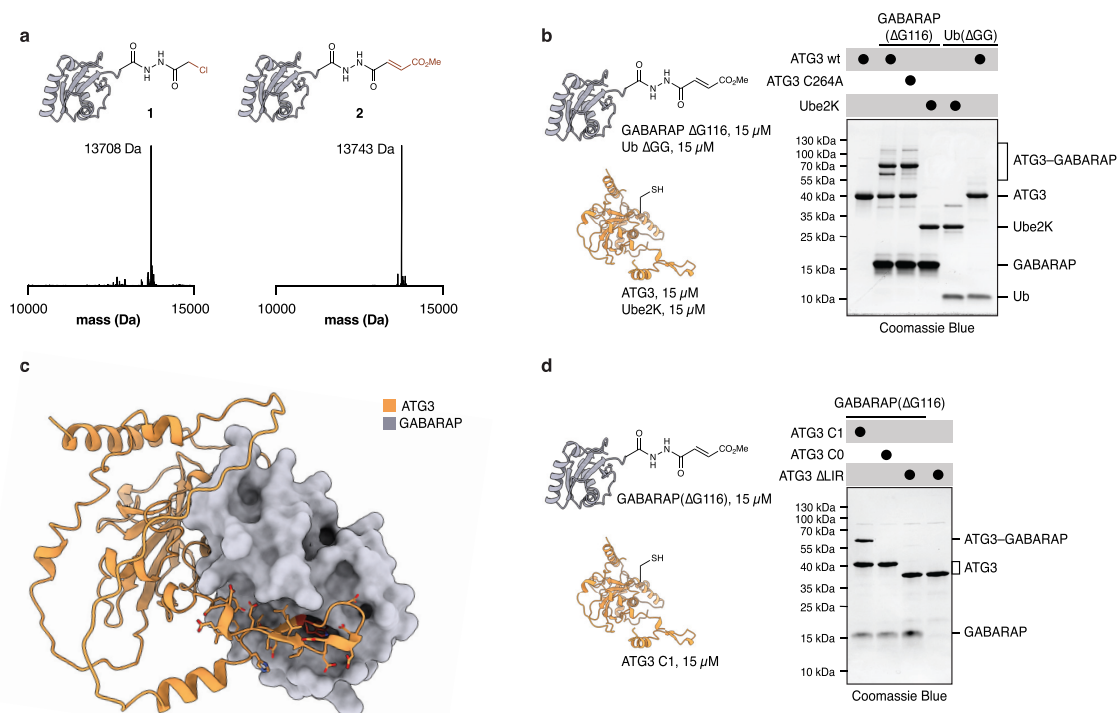 a
O
H
N
N
H
O
Cl
1
O
H
N
N
H
O
CO2Me
2
13708 Da
13743 Da
10000
15000
mass (Da)
10000
15000
mass (Da)
b
O
H
N
N
H
O
CO2Me
GABARAP ΔG116, 15 µM
Ub ΔGG, 15 µM
SH
ATG3, 15 µM
Ube2K, 15 µM
GABARAP
(ΔG116)
Ub(ΔGG)
ATG3 wt
ATG3 C264A
Ube2K
130 kDa
100 kDa
70 kDa
55 kDa
40 kDa
35 kDa
25 kDa
15 kDa
10 kDa
ATG3–GABARAP
ATG3
Ube2K
GABARAP
Ub
Coomassie Blue
c
ATG3
GABARAP
d
O
H
N
N
H
O
CO2Me
GABARAP(ΔG116), 15 µM
SH
ATG3 C1, 15 µM
GABARAP(ΔG116)
ATG3 C1
ATG3 C0
ATG3 ΔLIR
130 kDa
100 kDa
70 kDa
55 kDa
40 kDa
35 kDa
25 kDa
15 kDa
10 kDa
ATG3–GABARAP
ATG3
GABARAP
Coomassie Blue